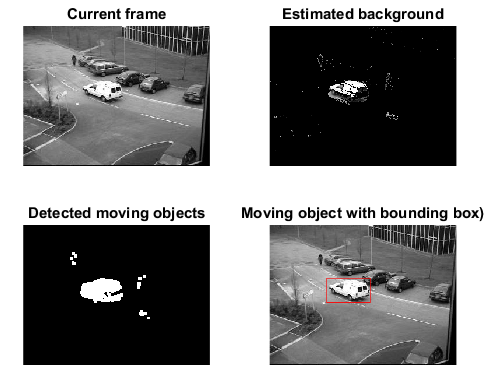 Current frame
Estimated background
Detected moving objects
Moving object with bounding box)